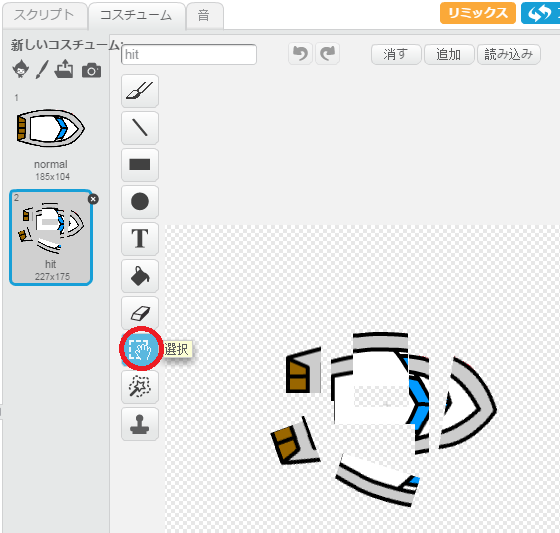 スクリプト コスチューム 音 リミックス
新しいコスチューム:
hit 消す 追加 読み込み
1
normal
185x104
2
hit
227x175
T
選択